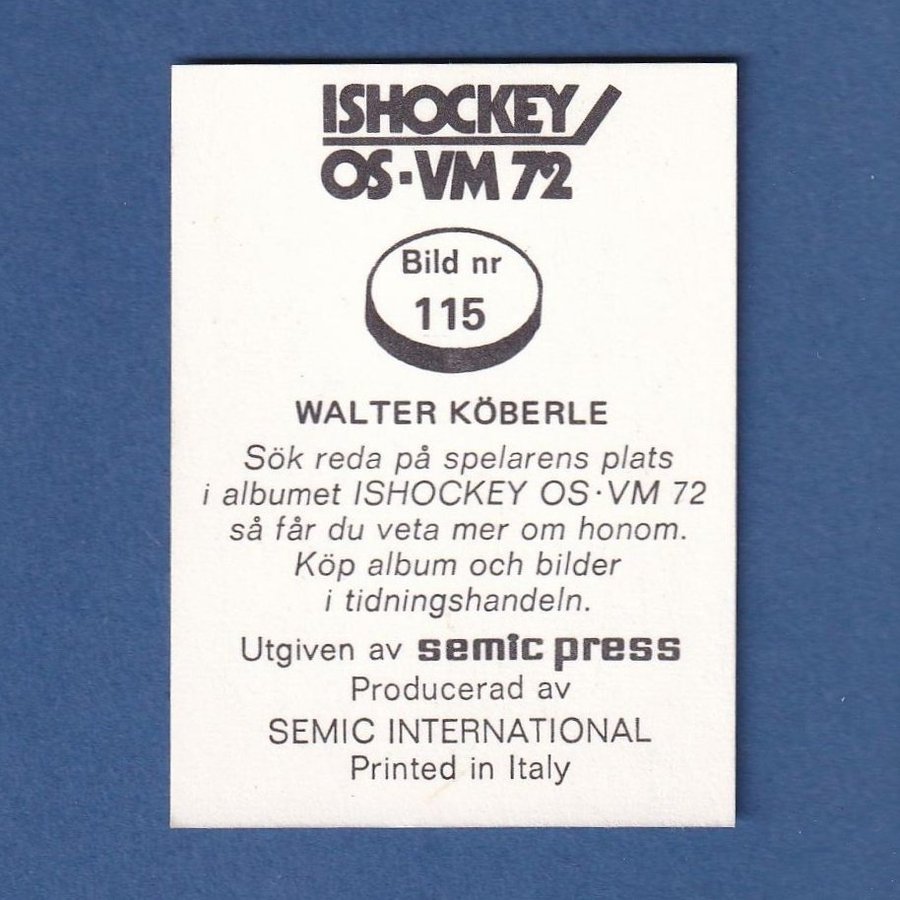 ISHOCKEY
OS·VM 72
Bild nr
115
WALTER KÖBERLE
Sök reda på spelarens plats
i albumet ISHOCKEY OS·VM 72
så får du veta mer om honom.
Köp album och bilder
i tidningshandeln.
Utgiven av semic press
Producerad av
SEMIC INTERNATIONAL
Printed in Italy